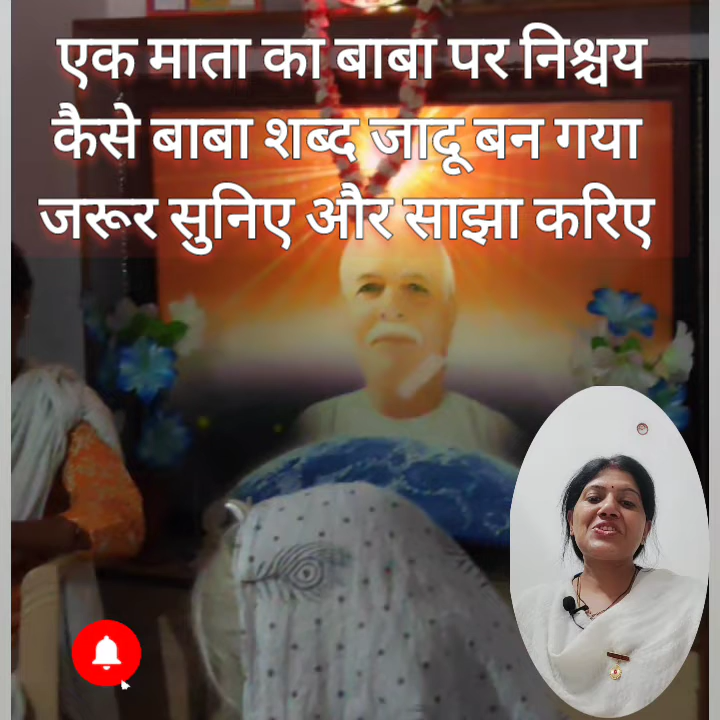 एक माता का बाबा पर निश्चय
कैसे बाबा शब्द जादू बन गया
जरूर सुनिए और साझा करिए